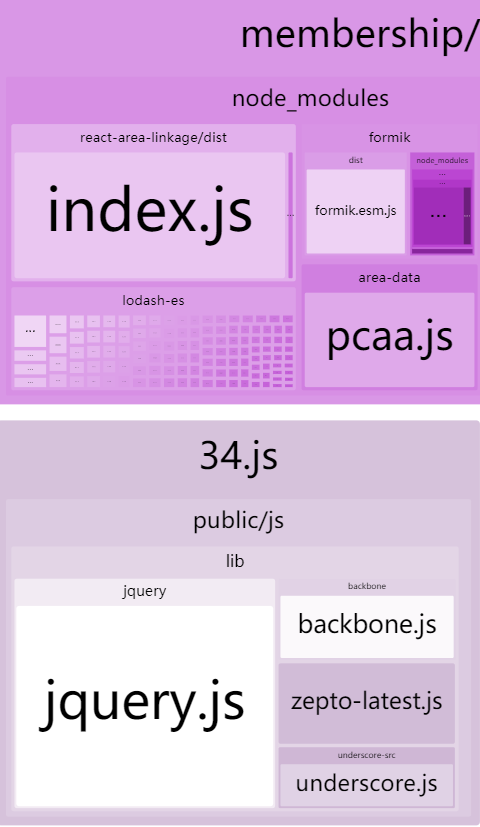 membership/
node_modules
react-area-linkage/dist
index.js
...
formik
dist
formik.esm.js
node_modules
...
...
...
...
area-data
pcaa.js
lodash-es
...
34.js
public/js
lib
jquery
jquery.js
backbone
backbone.js
zepto-latest.js
underscore-src
underscore.js